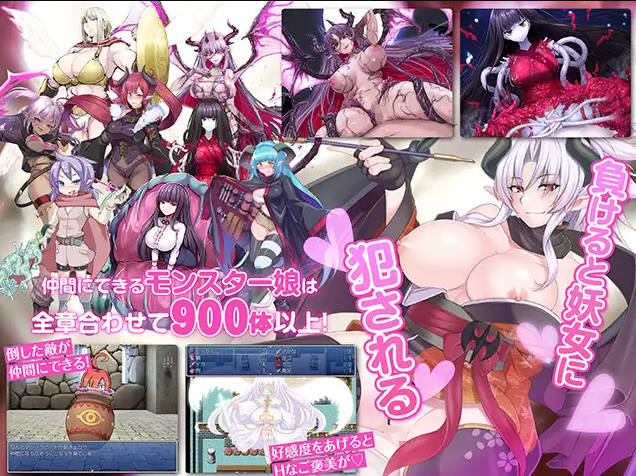 負けると妖女に
犯される
仲間にできるモンスター娘は
全章合わせて900体以上!
倒した敵が
仲間にできる!
好感度をあげると
Hなご褒美が♡